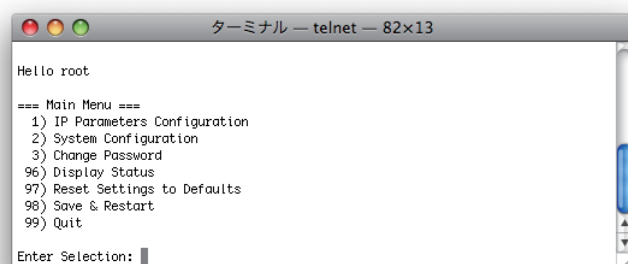 ターミナル — telnet — 82×13
Hello root
=== Main Menu ===
1) IP Parameters Configuration
2) System Configuration
3) Change Password
96) Display Status
97) Reset Settings to Defaults
98) Save & Restart
99) Quit
Enter Selection: